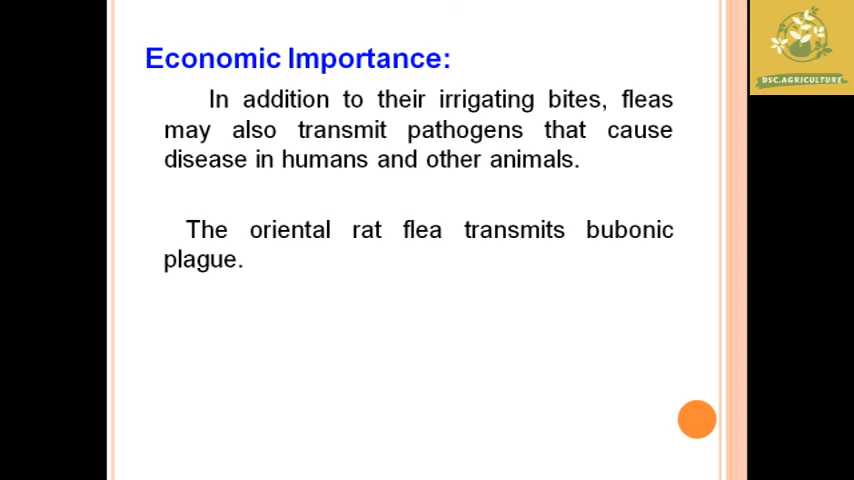 Economic Importance:
In addition to their irrigating bites, fleas
may also transmit pathogens that cause
disease in humans and other animals.
The oriental rat flea transmits bubonic
plague.
DSC.AGRICULTURE